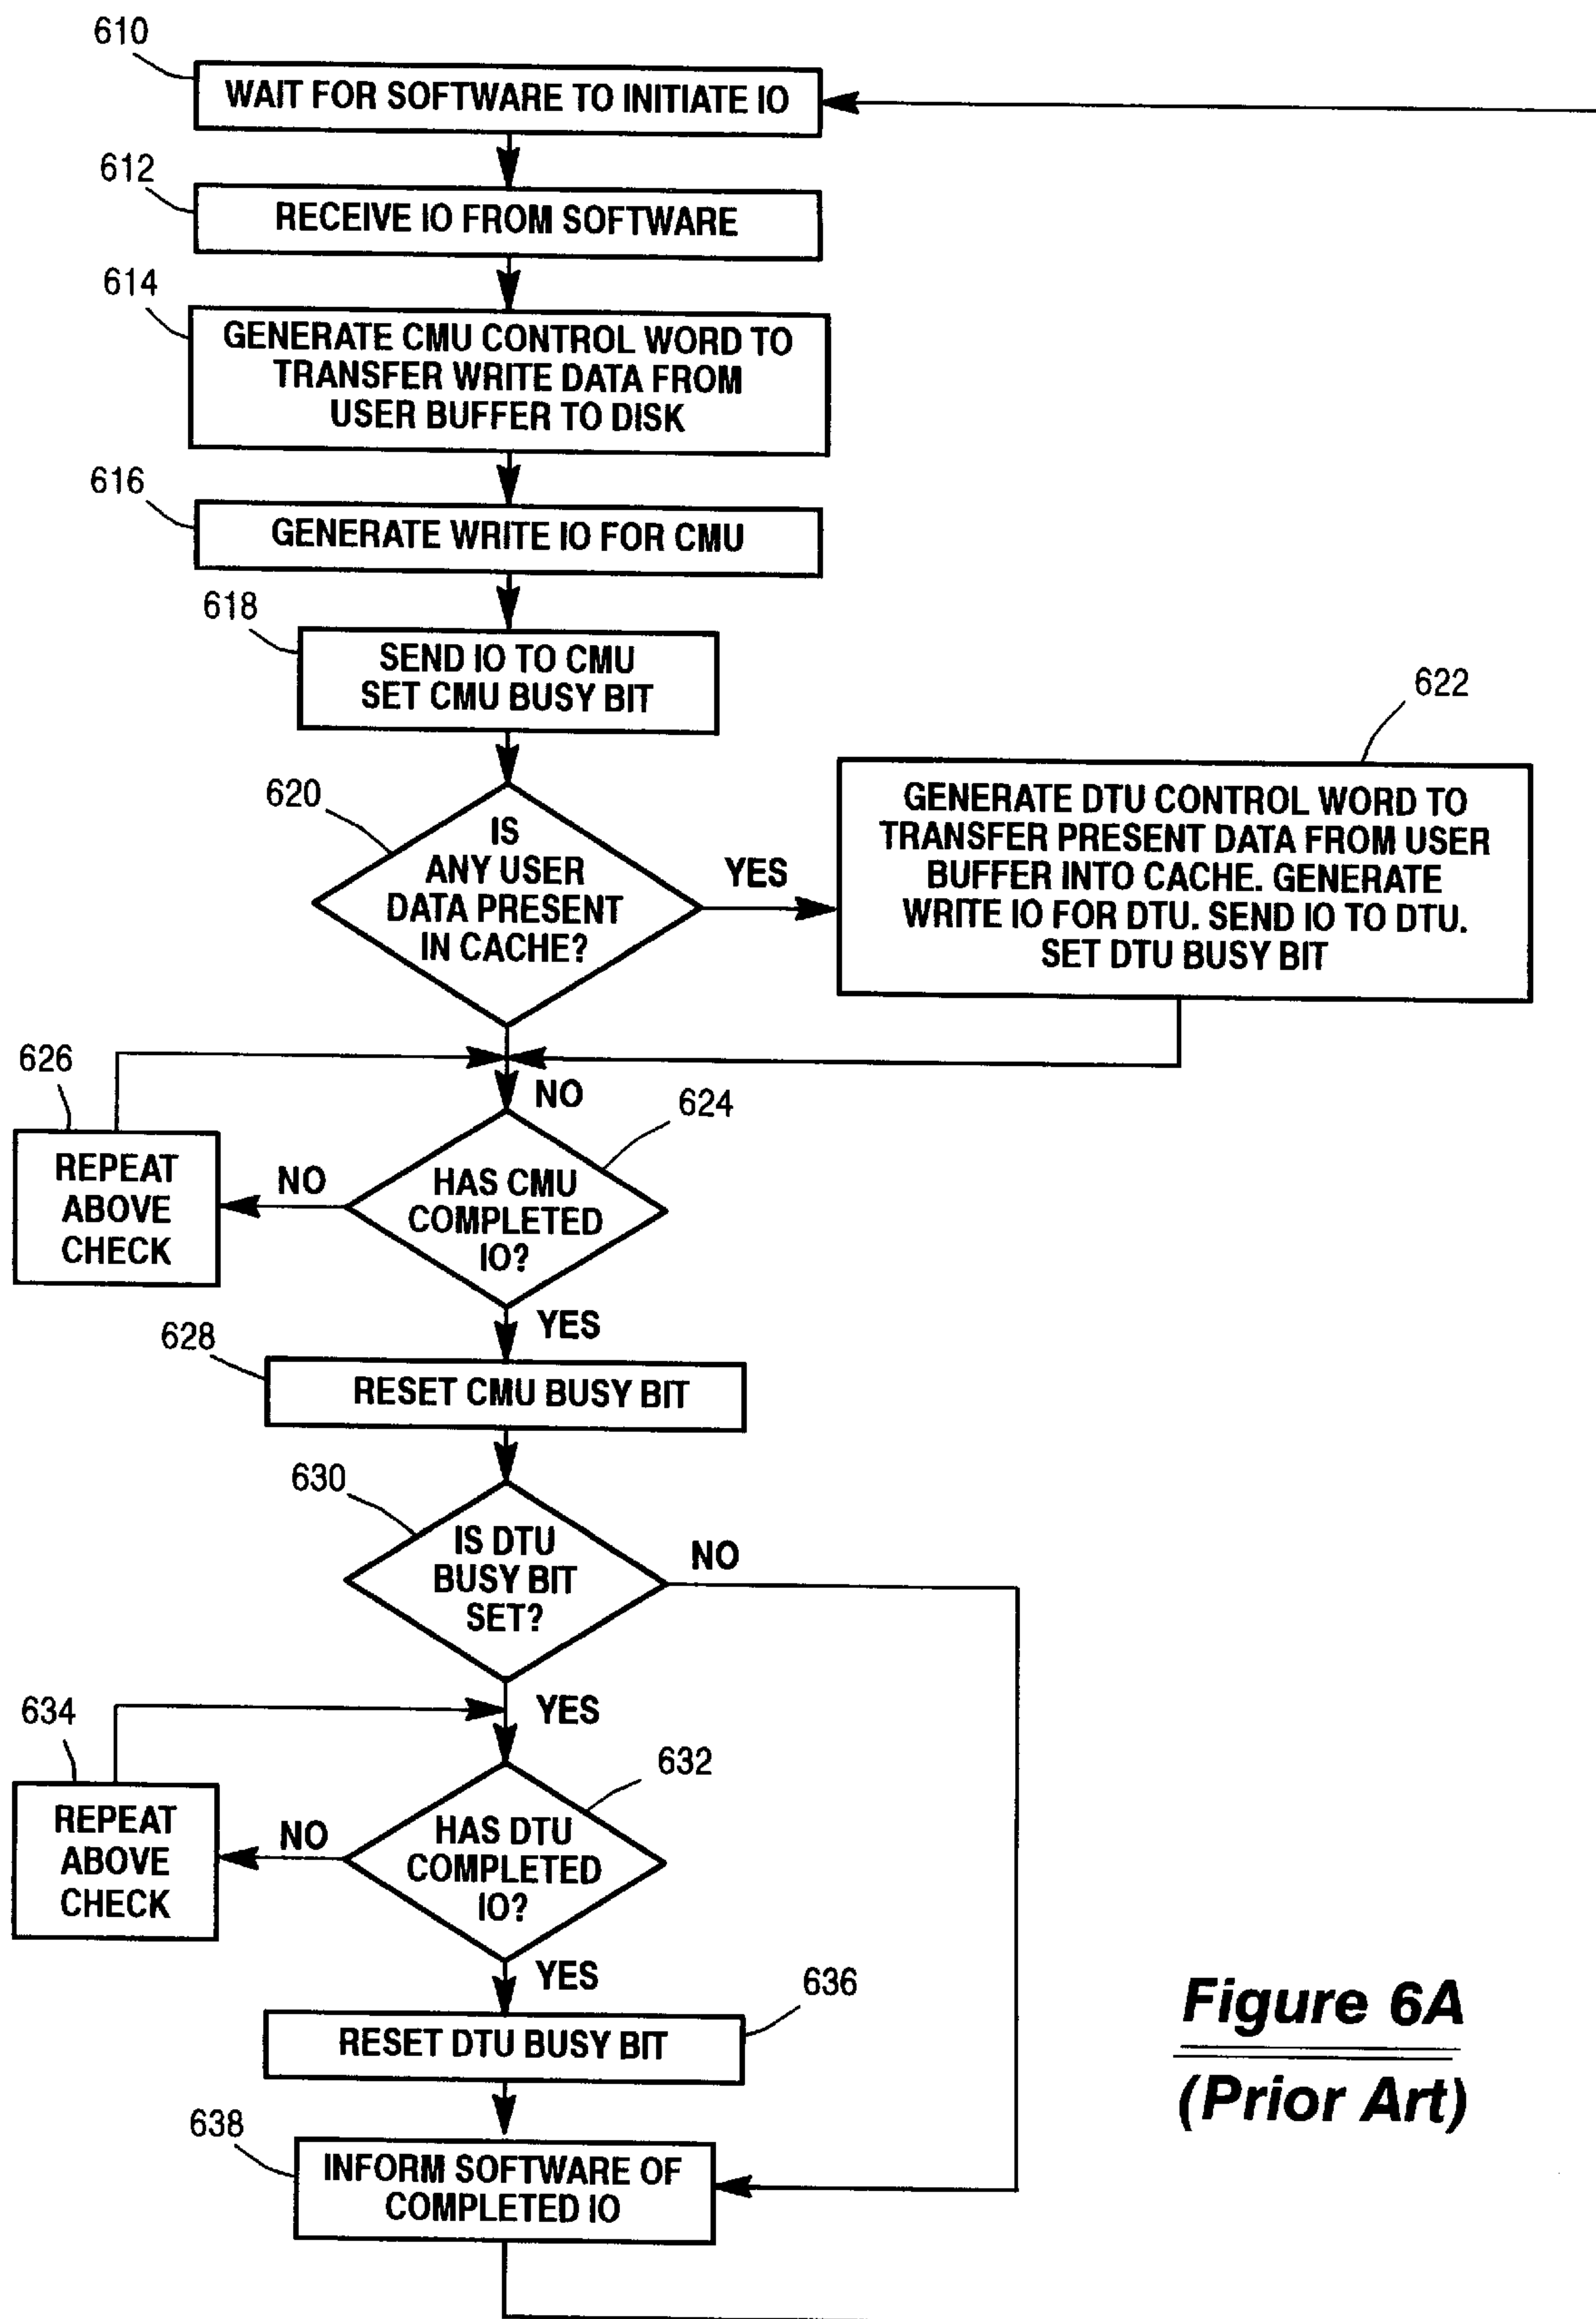 610
WAIT FOR SOFTWARE TO INITIATE IO
612
RECEIVE IO FROM SOFTWARE
614
GENERATE CMU CONTROL WORD TO
TRANSFER WRITE DATA FROM
USER BUFFER TO DISK
616
GENERATE WRITE IO FOR CMU
618
SEND IO TO CMU
SET CMU BUSY BIT
620
IS
ANY USER
DATA PRESENT
IN CACHE?
YES
622
GENERATE DTU CONTROL WORD TO
TRANSFER PRESENT DATA FROM USER
BUFFER INTO CACHE. GENERATE
WRITE IO FOR DTU. SEND IO TO DTU.
SET DTU BUSY BIT
NO
624
HAS CMU
COMPLETED
IO?
NO
626
REPEAT
ABOVE
CHECK
YES
628
RESET CMU BUSY BIT
630
IS DTU
BUSY BIT
SET?
NO
YES
632
HAS DTU
COMPLETED
IO?
NO
634
REPEAT
ABOVE
CHECK
YES
636
RESET DTU BUSY BIT
638
INFORM SOFTWARE OF
COMPLETED IO
Figure 6A
(Prior Art)